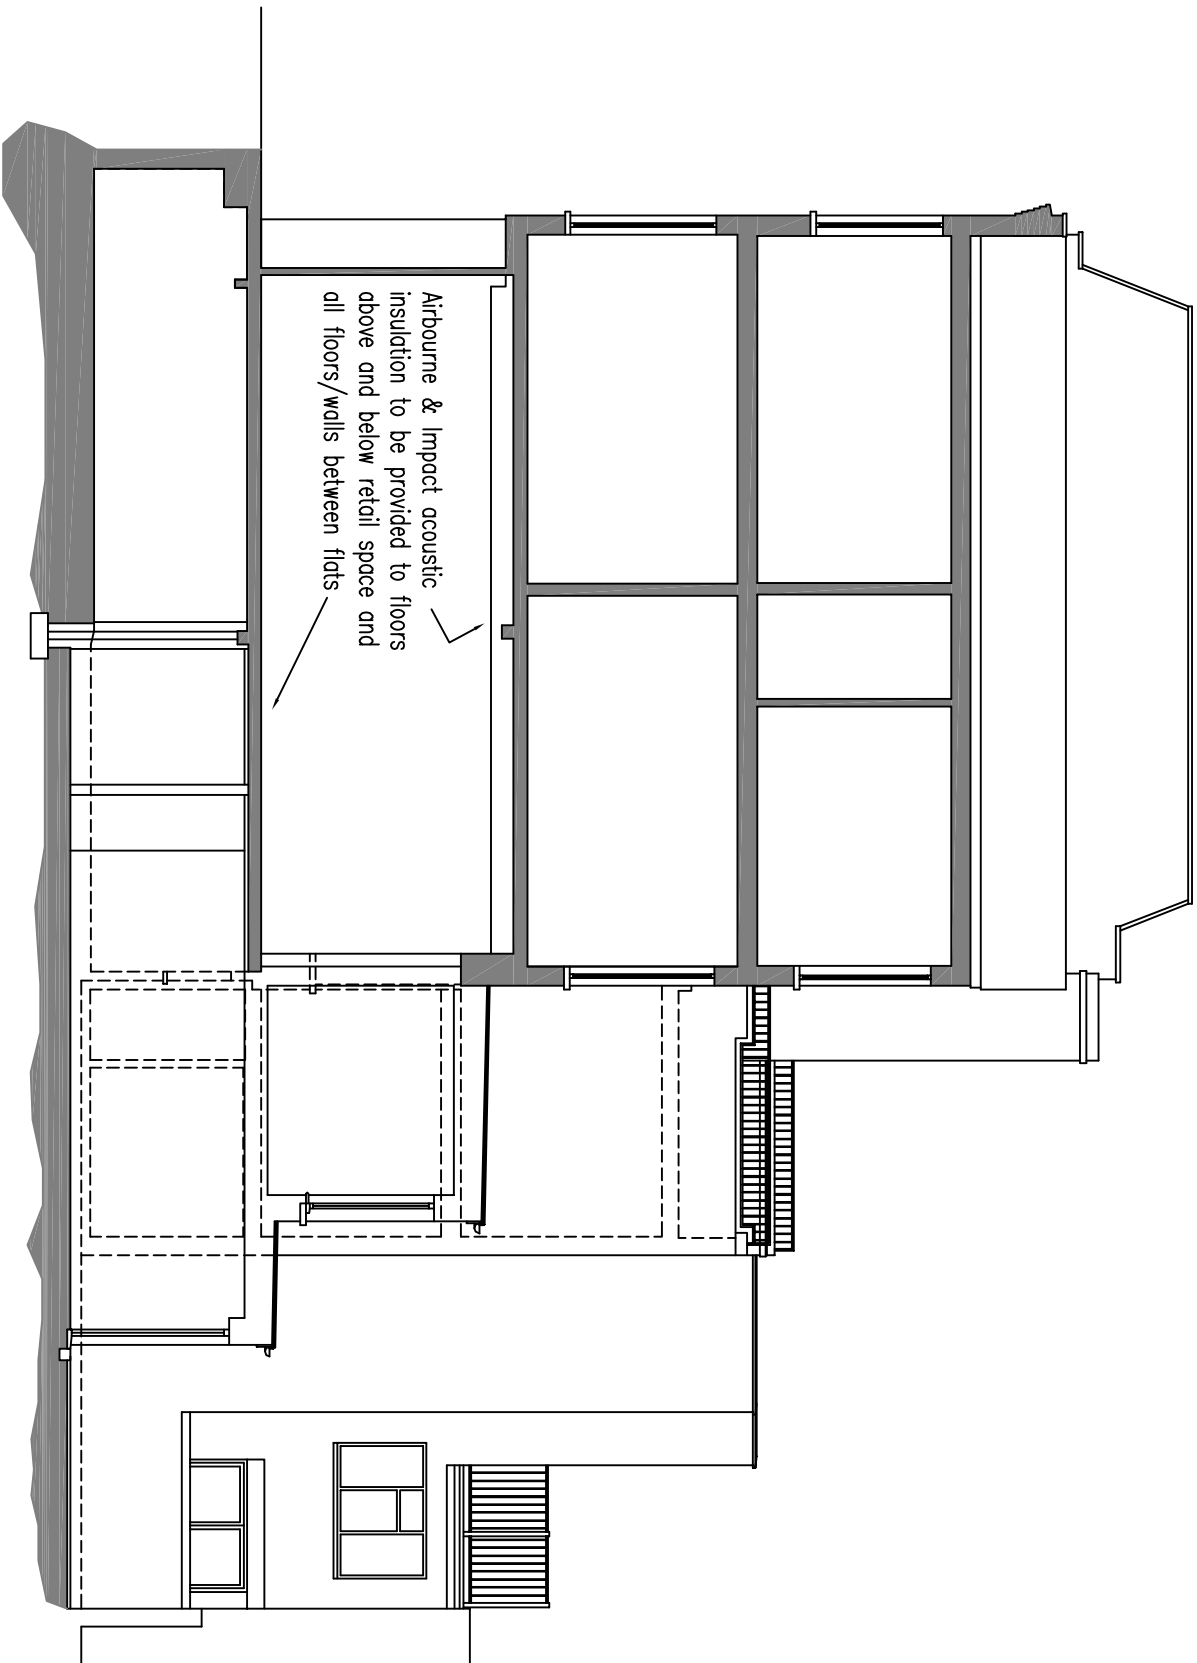 Airbourne & Impact acoustic
insulation to be provided to floors
above and below retail space and
all floors/walls between flats